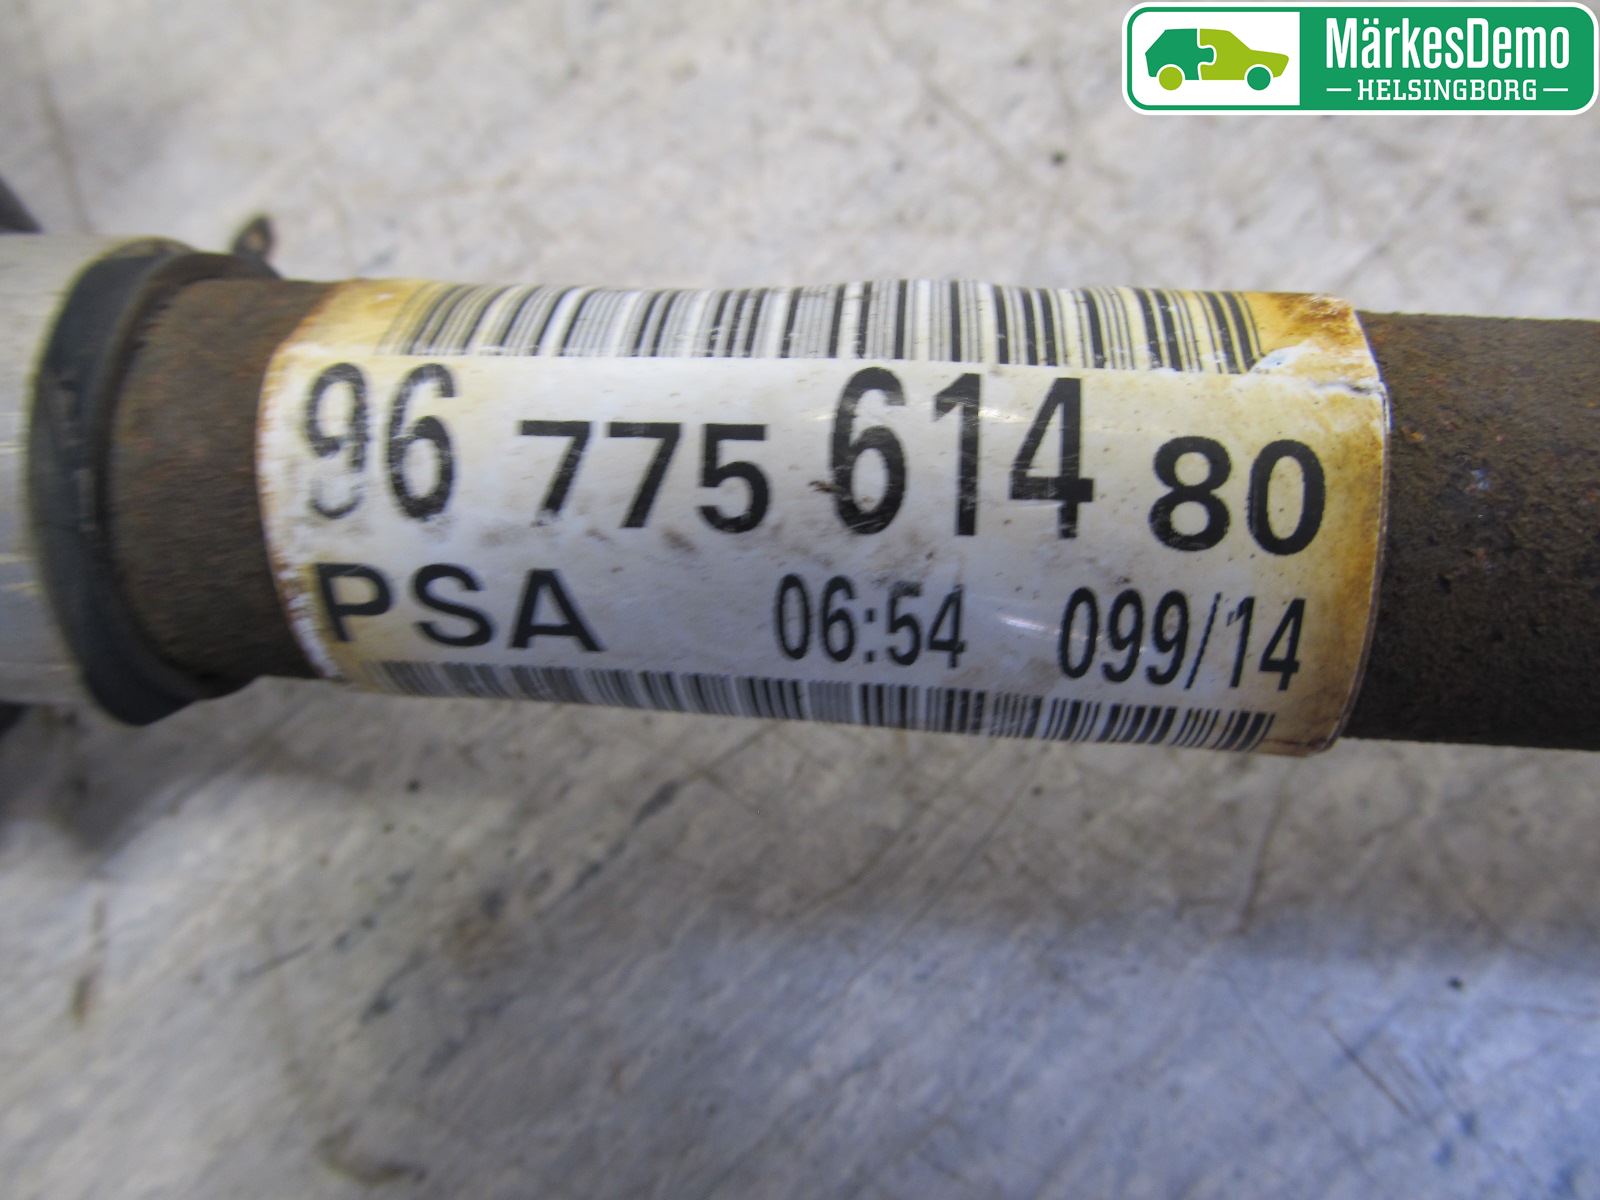 MärkesDemo
HELSINGBORG
96 775 614 80
PSA 06:54 099/14